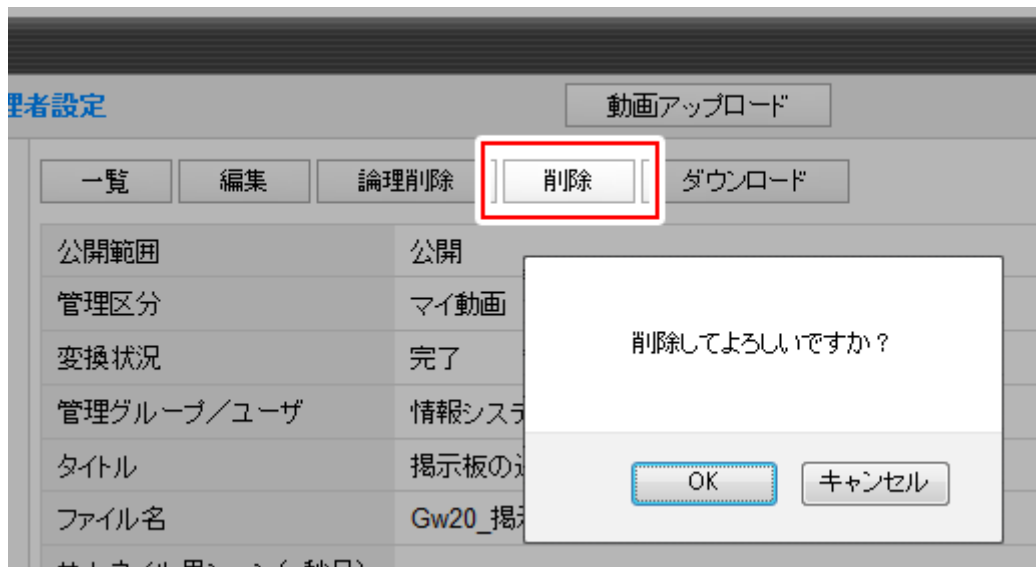 理者設定
動画アップロード
一覧 編集 論理削除 削除 ダウンロード
公開範囲 公開
管理区分 マイ動画
変換状況 完了
管理グループ/ユーザ 情報システ
タイトル 掲示板の
ファイル名 Gw20_掲示
削除してよろしいですか?
OK キャンセル